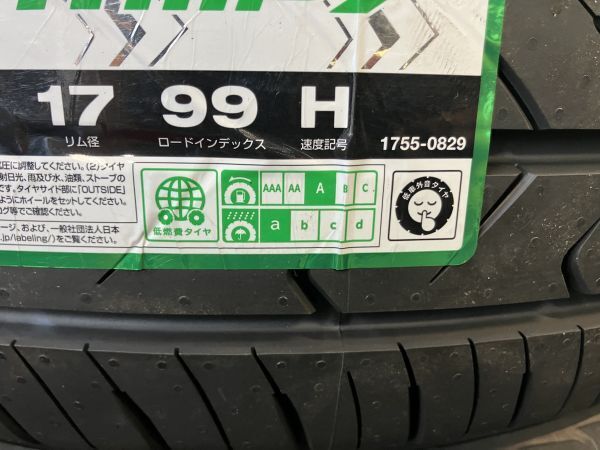 17 99 H
リム径 ロードインデックス 速度記号 1755-0829
圧に調整してください。(2)タイヤ
射日光、雨及び水、油類、ストーブの
です。タイヤサイド部に「OUTSIDE」
ようにホイールをセットしてください。
グ等でご確認ください。
ージ、および、一般社団法人日本
.jp/labeling/)をご覧ください。
低燃費タイヤ
AAA AA A B C
a b c d
低車外音タイヤ